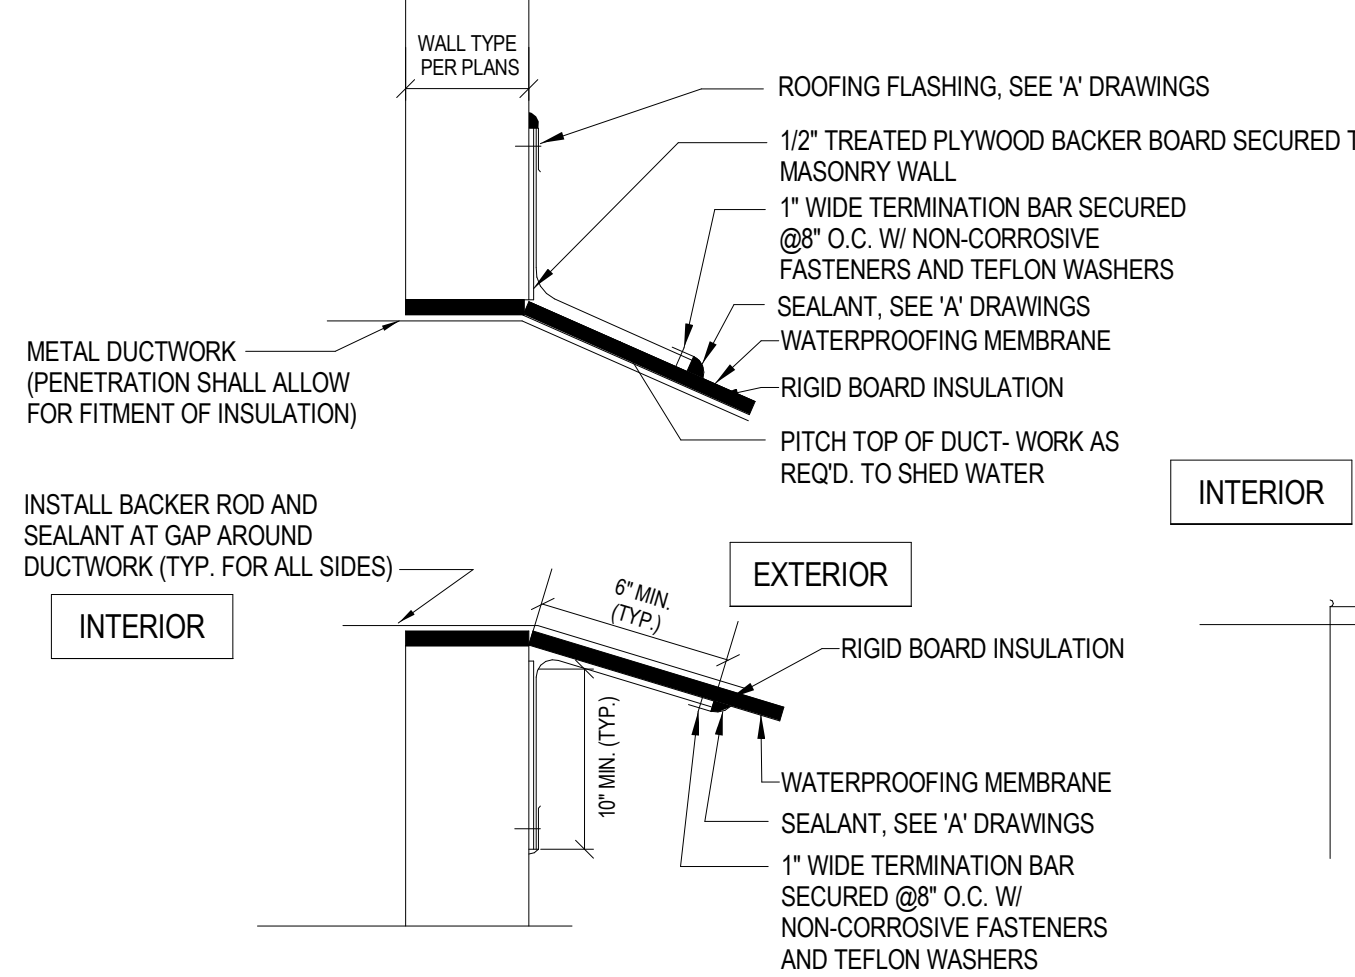 WALL TYPE
PER PLANS
ROOFING FLASHING, SEE 'A' DRAWINGS
1/2" TREATED PLYWOOD BACKER BOARD SECURED T
MASONRY WALL
1" WIDE TERMINATION BAR SECURED
@8" O.C. W/ NON-CORROSIVE
FASTENERS AND TEFLON WASHERS
SEALANT, SEE 'A' DRAWINGS
WATERPROOFING MEMBRANE
RIGID BOARD INSULATION
PITCH TOP OF DUCT- WORK AS
REQ'D. TO SHED WATER
METAL DUCTWORK
(PENETRATION SHALL ALLOW
FOR FITMENT OF INSULATION)
INTERIOR
INSTALL BACKER ROD AND
SEALANT AT GAP AROUND
DUCTWORK (TYP. FOR ALL SIDES)
INTERIOR
EXTERIOR
6" MIN.
(TYP.)
10" MIN. (TYP.)
RIGID BOARD INSULATION
WATERPROOFING MEMBRANE
SEALANT, SEE 'A' DRAWINGS
1" WIDE TERMINATION BAR
SECURED @8" O.C. W/
NON-CORROSIVE FASTENERS
AND TEFLON WASHERS